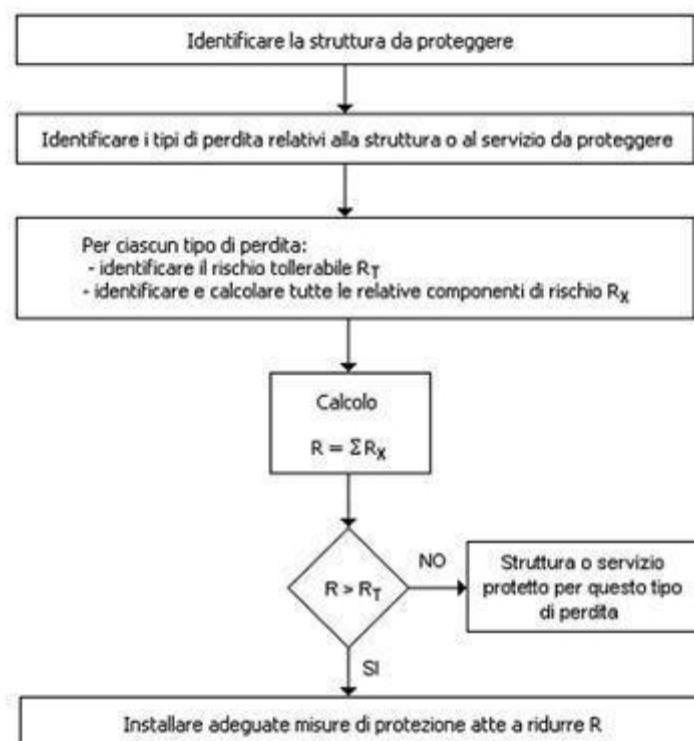 Identificare la struttura da proteggere
Identificare i tipi di perdita relativi alla struttura o al servizio da proteggere
Per ciascun tipo di perdita:
- identificare il rischio tollerabile RT
- identificare e calcolare tutte le relative componenti di rischio RX
Calcolo
R = ΣRX
R > RT
NO
Struttura o servizio
protetto per questo tipo
di perdita
SI
Installare adeguate misure di protezione atte a ridurre R